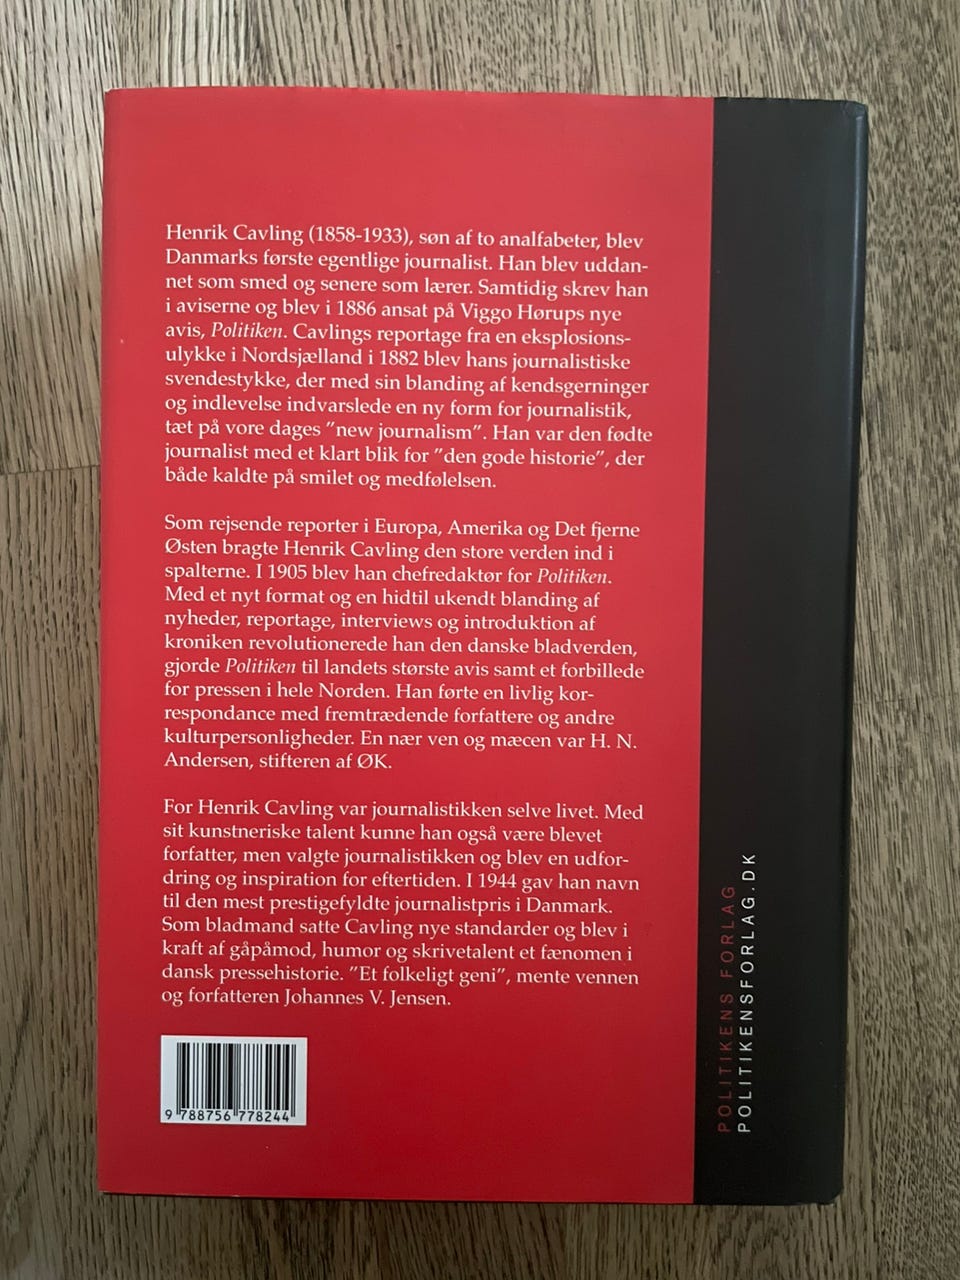 Henrik Cavling (1858-1933), søn af to analfabeter, blev
Danmarks første egentlige journalist. Han blev uddan-
net som smed og senere som lærer. Samtidig skrev han
i aviserne og blev i 1886 ansat på Viggo Hørups nye
avis, Politiken. Cavlings reportage fra en eksplosions-
ulykke i Nordsjælland i 1882 blev hans journalistiske
svendestykke, der med sin blanding af kendsgerninger
og indlevelse indvarslede en ny form for journalistik,
tæt på vore dages ”new journalism”. Han var den fødte
journalist med et klart blik for ”den gode historie”, der
både kaldte på smilet og medfølelsen.
Som rejsende reporter i Europa, Amerika og Det fjerne
Østen bragte Henrik Cavling den store verden ind i
spalterne. I 1905 blev han chefredaktør for Politiken.
Med et nyt format og en hidtil ukendt blanding af
nyheder, reportage, interviews og introduktion af
kroniken revolutionerede han den danske bladverden,
gjorde Politiken til landets største avis samt et forbillede
for pressen i hele Norden. Han førte en livlig kor-
respondance med fremtrædende forfattere og andre
kulturpersonligheder. En nær ven og mæcen var H. N.
Andersen, stifteren af ØK.
For Henrik Cavling var journalistikken selve livet. Med
sit kunstneriske talent kunne han også være blevet
forfatter, men valgte journalistikken og blev en udfor-
dring og inspiration for eftertiden. I 1944 gav han navn
til den mest prestigefyldte journalistpris i Danmark.
Som bladmand satte Cavling nye standarder og blev i
kraft af gåpåmod, humor og skrivetalent et fænomen i
dansk pressehistorie. ”Et folkeligt geni”, mente vennen
og forfatteren Johannes V. Jensen.
9 788756 778244
POLITIKENS FORLAG
POLITIKENSFORLAG.DK